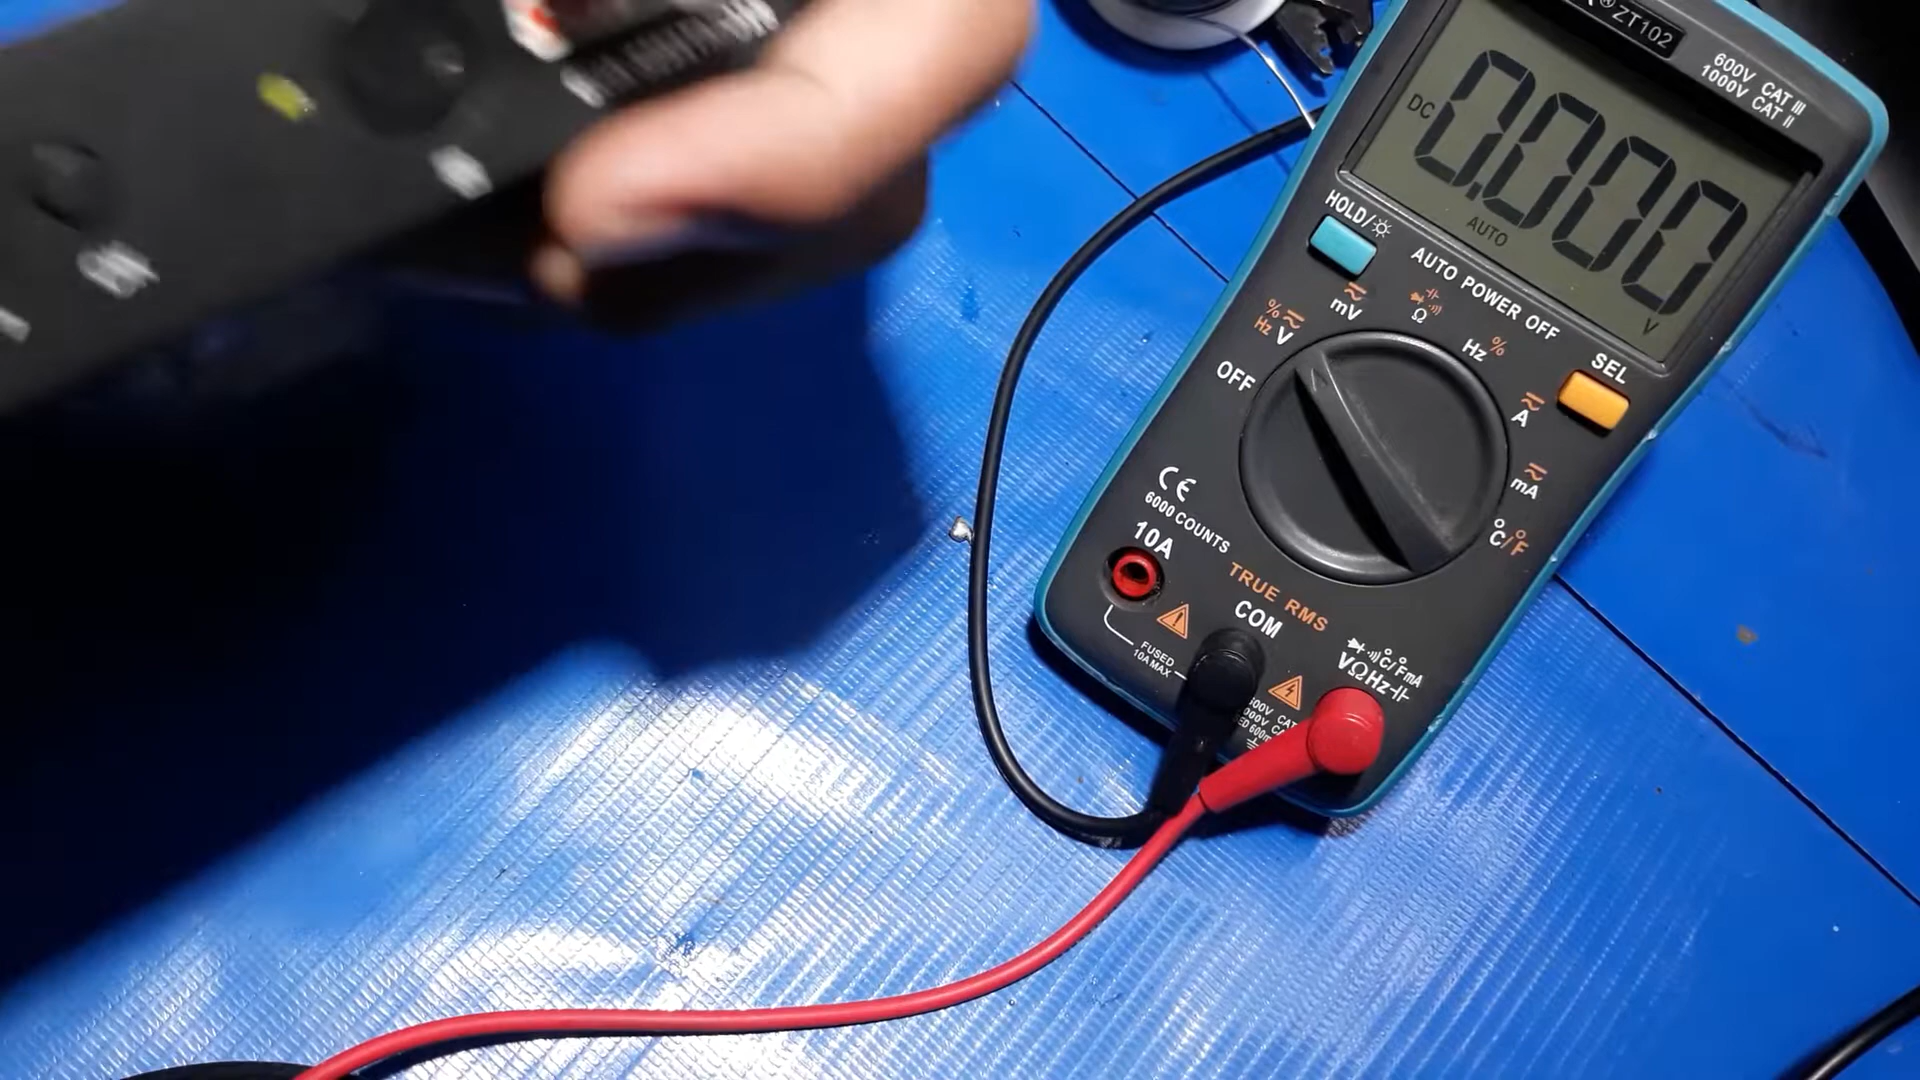 ZT102
600V CAT III
1000V CAT II
DC
0.000
AUTO
V
HOLD/
AUTO POWER OFF
SEL
% Hz V
mV
Ω
Hz %
OFF
A
mA
°C/°F
CE
6000 COUNTS
10A
TRUE RMS
COM
FUSED
10A MAX
°C/°F mA
VΩHz